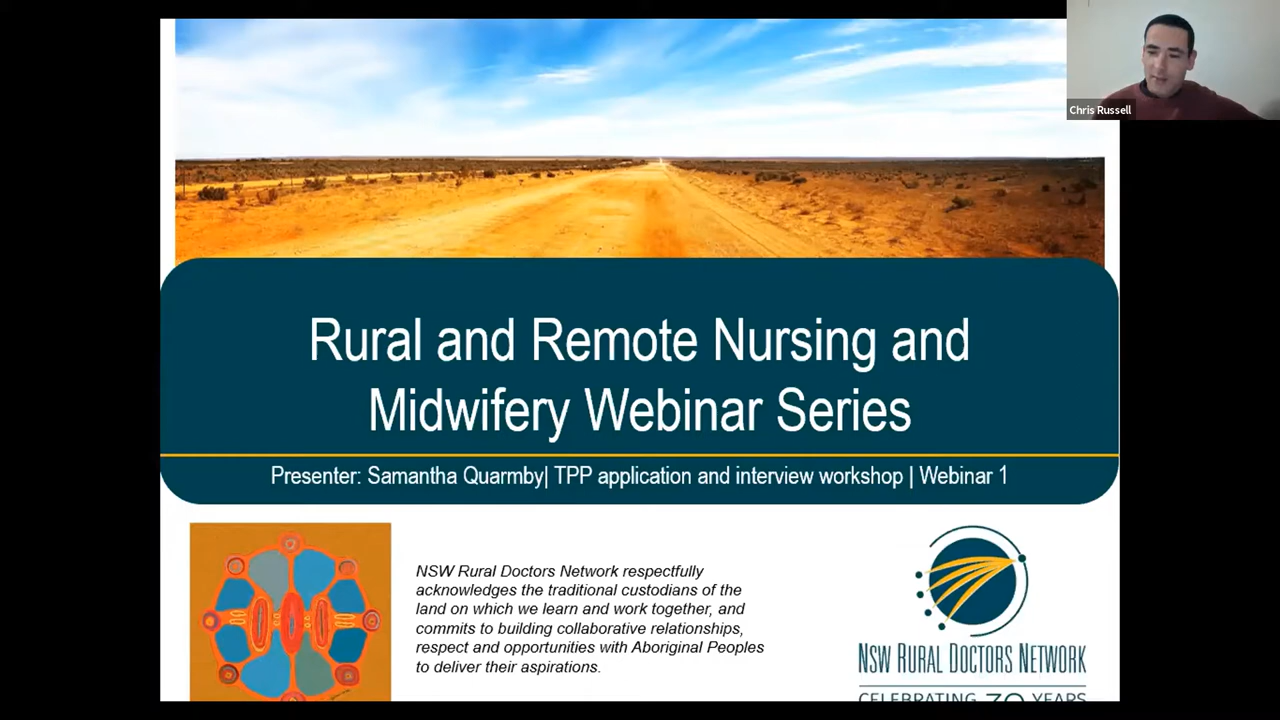 Chris Russell
Rural and Remote Nursing and
Midwifery Webinar Series
Presenter: Samantha Quarmby| TPP application and interview workshop | Webinar 1
NSW Rural Doctors Network respectfully
acknowledges the traditional custodians of the
land on which we learn and work together, and
commits to building collaborative relationships,
respect and opportunities with Aboriginal Peoples
to deliver their aspirations.
NSW RURAL DOCTORS NETWORK
CELEBRATING 30 YEARS